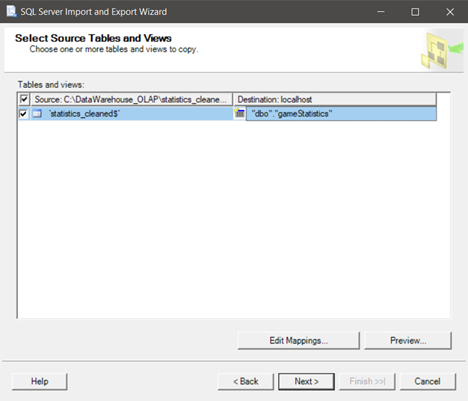 SQL Server Import and Export Wizard
Select Source Tables and Views
Choose one or more tables and views to copy.
Tables and views:
Source: C:\DataWarehouse_OLAP\statistics_cleane... Destination: localhost
`statistics_cleaned$` "dbo"."gameStatistics"
Edit Mappings... Preview...
Help < Back Next > Finish >>| Cancel